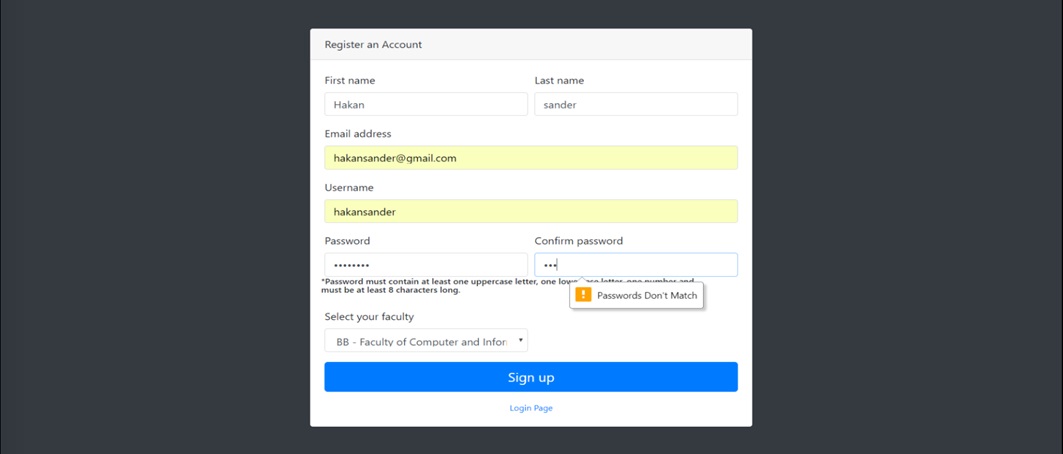 Register an Account
First name
Last name
Hakan
sander
Email address
hakansander@gmail.com
Username
hakansander
Password
Confirm password
*Password must contain at least one uppercase letter, one lowercase letter, one number and
must be at least 8 characters long.
Passwords Don't Match
Select your faculty
BB - Faculty of Computer and Infor
Sign up
Login Page